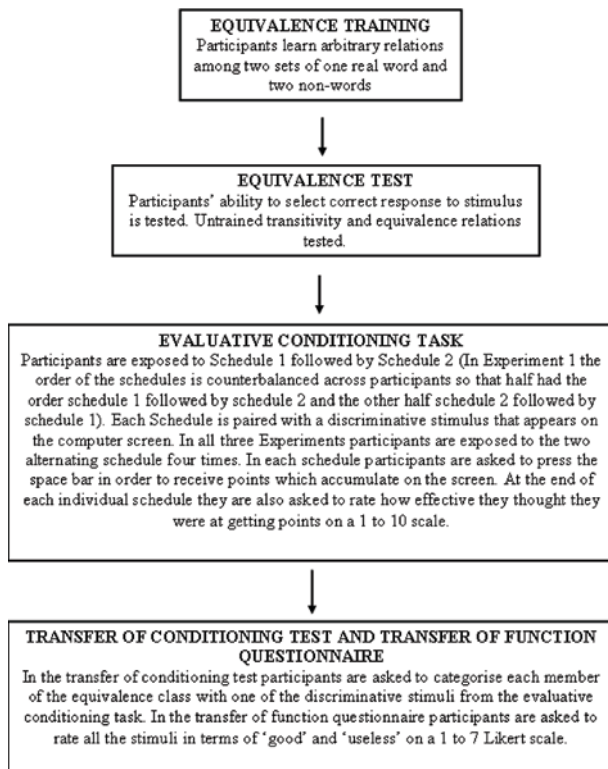 EQUIVALENCE TRAINING
Participants learn arbitrary relations
among two sets of one real word and
two non-words
EQUIVALENCE TEST
Participants' ability to select correct response to stimulus
is tested. Untrained transitivity and equivalence relations
tested.
EVALUATIVE CONDITIONING TASK
Participants are exposed to Schedule 1 followed by Schedule 2 (In Experiment 1 the
order of the schedules is counterbalanced across participants so that half had the
order schedule 1 followed by schedule 2 and the other half schedule 2 followed by
schedule 1). Each Schedule is paired with a discriminative stimulus that appears on
the computer screen. In all three Experiments participants are exposed to the two
alternating schedule four times. In each schedule participants are asked to press the
space bar in order to receive points which accumulate on the screen. At the end of
each individual schedule they are also asked to rate how effective they thought they
were at getting points on a 1 to 10 scale.
TRANSFER OF CONDITIONING TEST AND TRANSFER OF FUNCTION
QUESTIONNAIRE
In the transfer of conditioning test participants are asked to categorise each member
of the equivalence class with one of the discriminative stimuli from the evaluative
conditioning task. In the transfer of function questionnaire participants are asked to
rate all the stimuli in terms of 'good' and 'useless' on a 1 to 7 Likert scale.